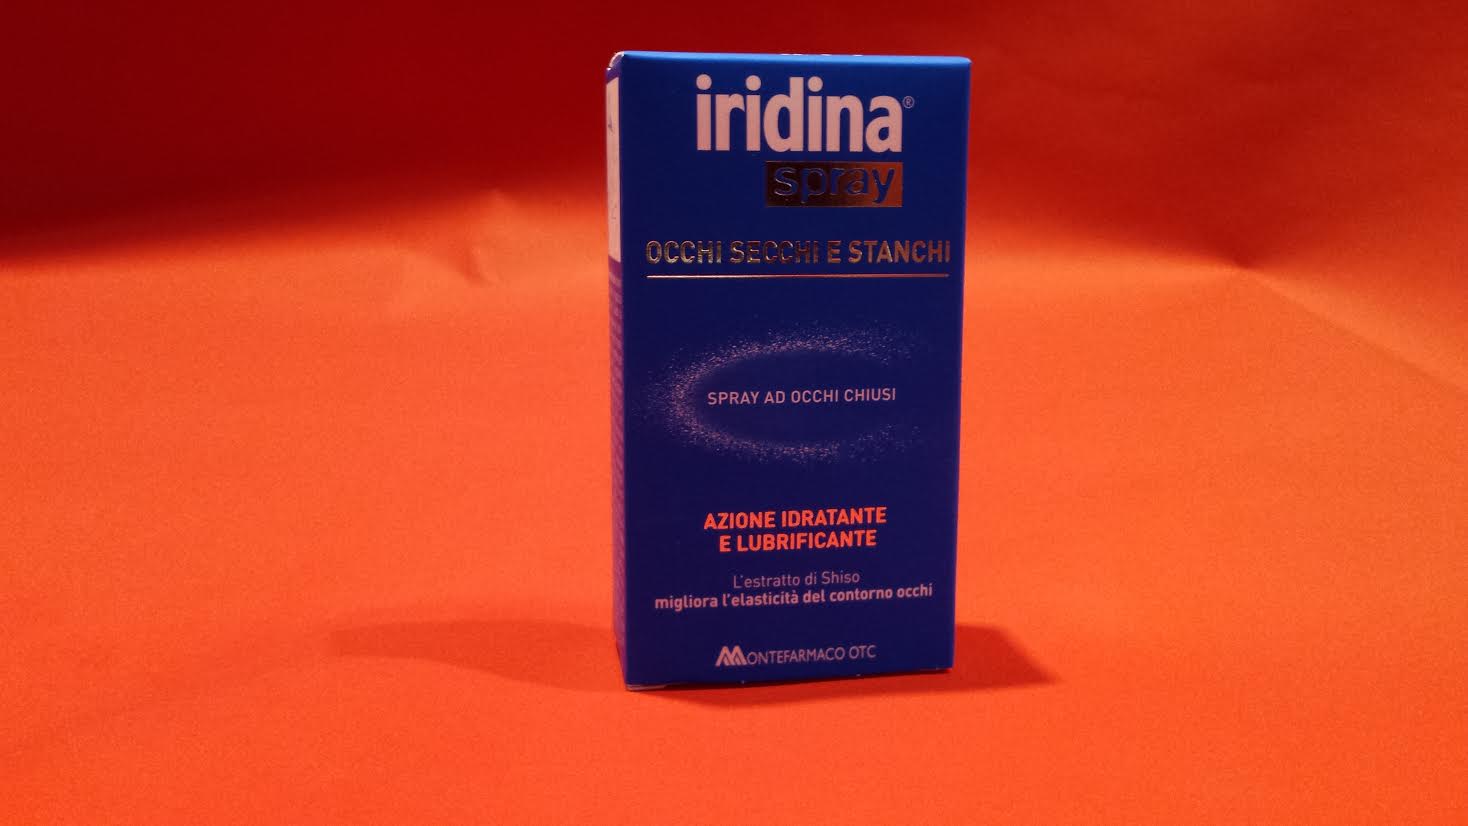 iridina®
spray
OCCHI SECCHI E STANCHI
SPRAY AD OCCHI CHIUSI
AZIONE IDRATANTE
E LUBRIFICANTE
L'estratto di Shiso
migliora l'elasticità del contorno occhi
MONTEFARMACO OTC